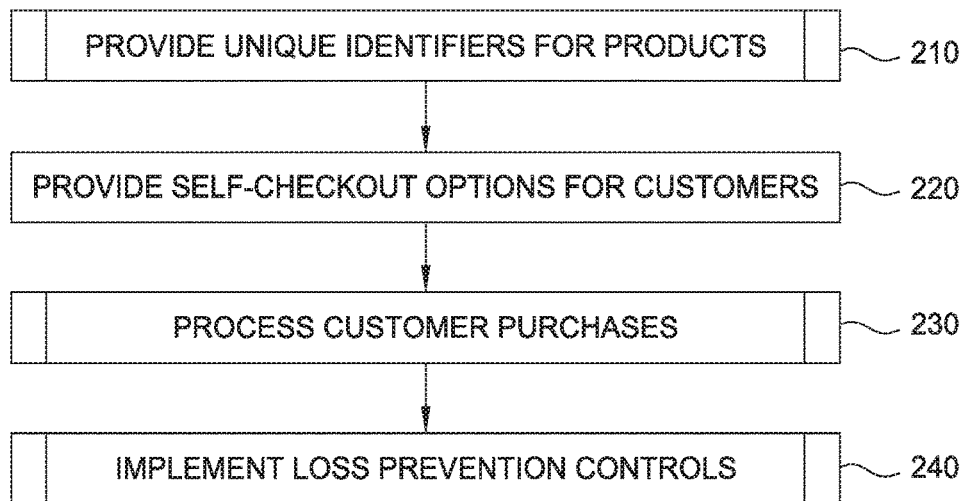 PROVIDE UNIQUE IDENTIFIERS FOR PRODUCTS 210
PROVIDE SELF-CHECKOUT OPTIONS FOR CUSTOMERS 220
PROCESS CUSTOMER PURCHASES 230
IMPLEMENT LOSS PREVENTION CONTROLS 240